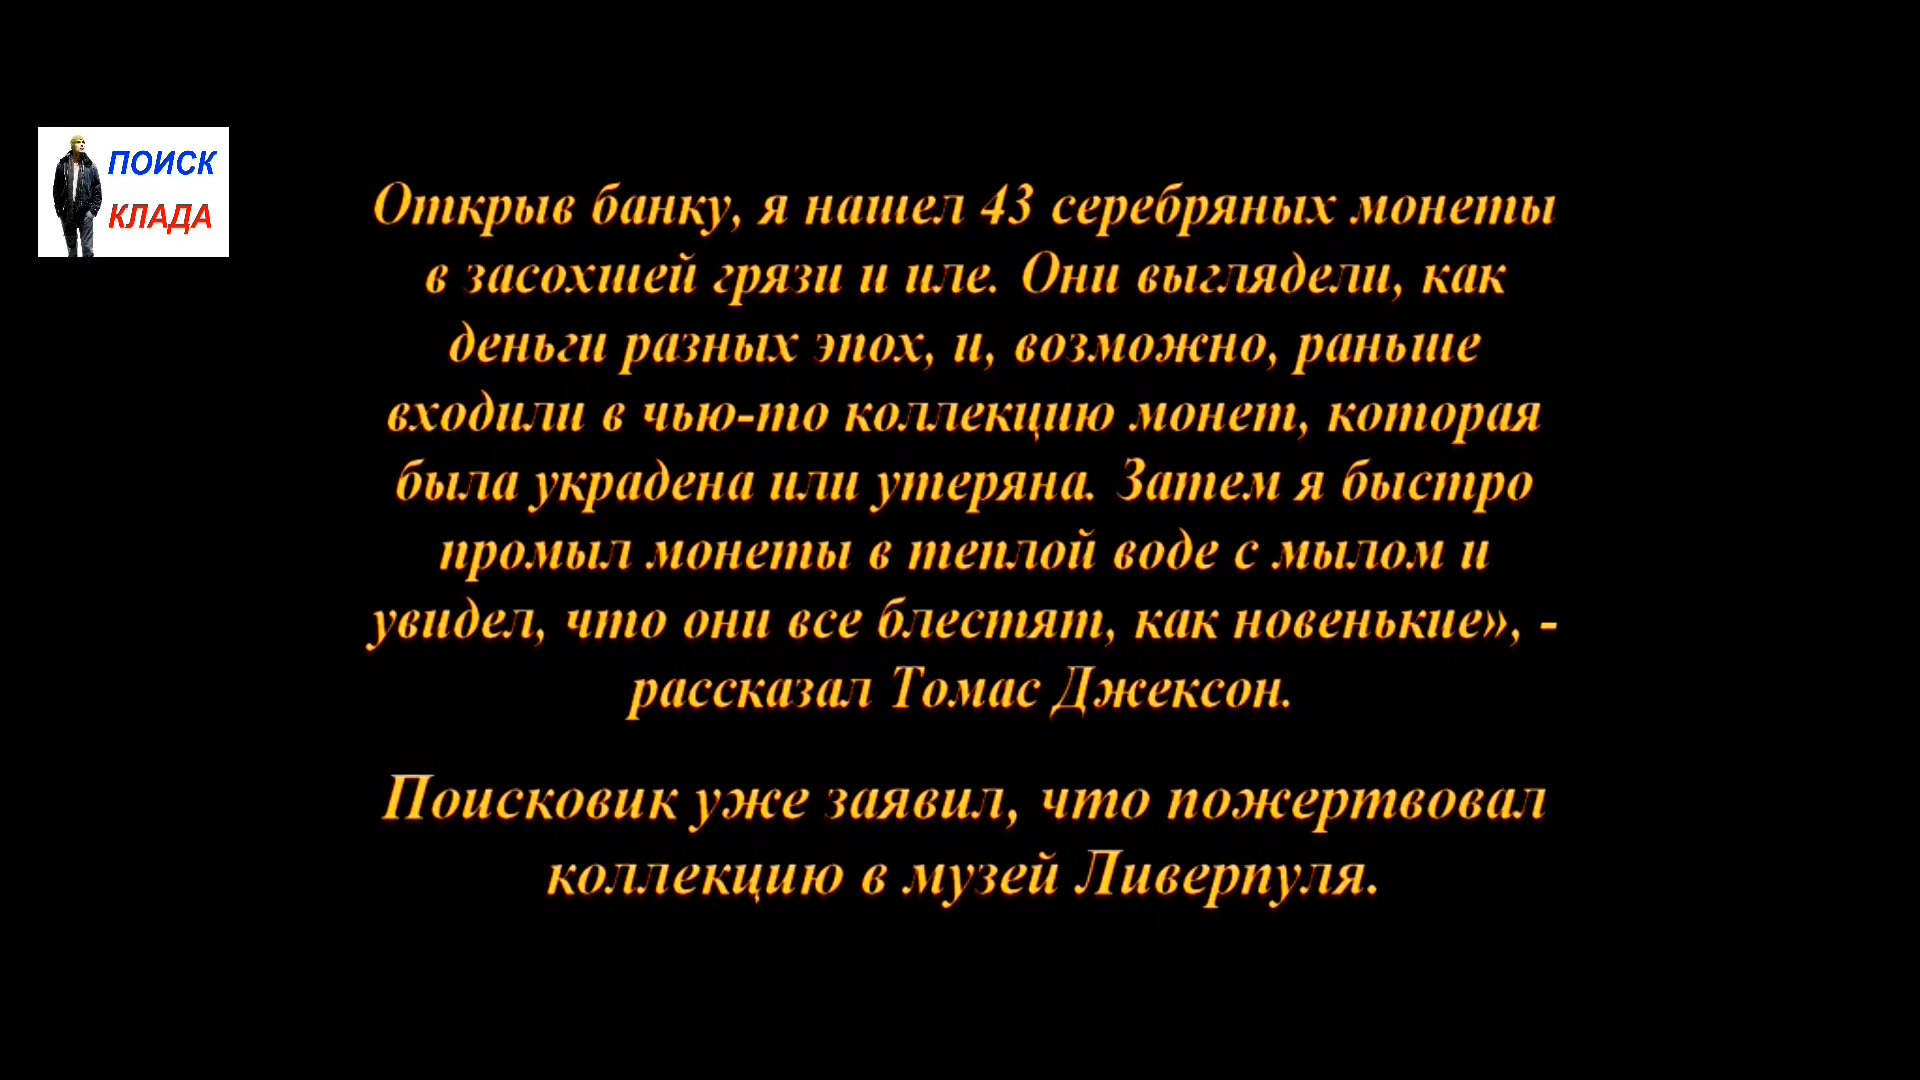 ПОИСК
КЛАДА
Открыв банку, я нашел 43 серебряных монеты
в засохшей грязи и иле. Они выглядели, как
деньги разных эпох, и, возможно, раньше
входили в чью-то коллекцию монет, которая
была украдена или утеряна. Затем я быстро
промыл монеты в теплой воде с мылом и
увидел, что они все блестят, как новенькие», -
рассказал Томас Джексон.
Поисковик уже заявил, что пожертвовал
коллекцию в музей Ливерпуля.